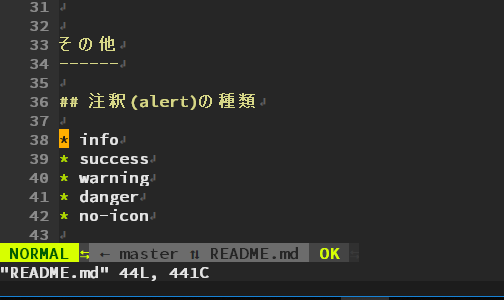 31
32
33 その他
34 ------
35
36 ## 注釈(alert)の種類
37
38 * info
39 * success
40 * warning
41 * danger
42 * no-icon
43
NORMAL ⇆ ← master ⇅ README.md OK
"README.md" 44L, 441C